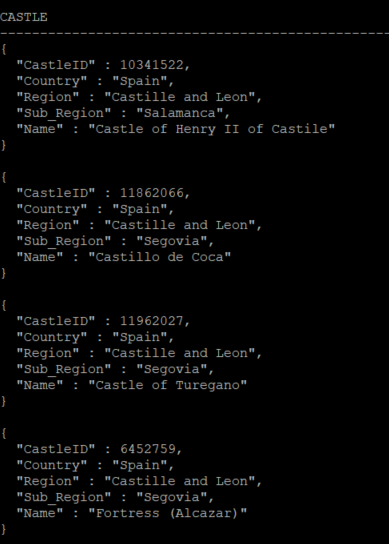 CASTLE
------------------------------------------------
{
  "CastleID" : 10341522,
  "Country" : "Spain",
  "Region" : "Castille and Leon",
  "Sub_Region" : "Salamanca",
  "Name" : "Castle of Henry II of Castile"
}

{
  "CastleID" : 11862066,
  "Country" : "Spain",
  "Region" : "Castille and Leon",
  "Sub_Region" : "Segovia",
  "Name" : "Castillo de Coca"
}

{
  "CastleID" : 11962027,
  "Country" : "Spain",
  "Region" : "Castille and Leon",
  "Sub_Region" : "Segovia",
  "Name" : "Castle of Turegano"
}

{
  "CastleID" : 6452759,
  "Country" : "Spain",
  "Region" : "Castille and Leon",
  "Sub_Region" : "Segovia",
  "Name" : "Fortress (Alcazar)"
}